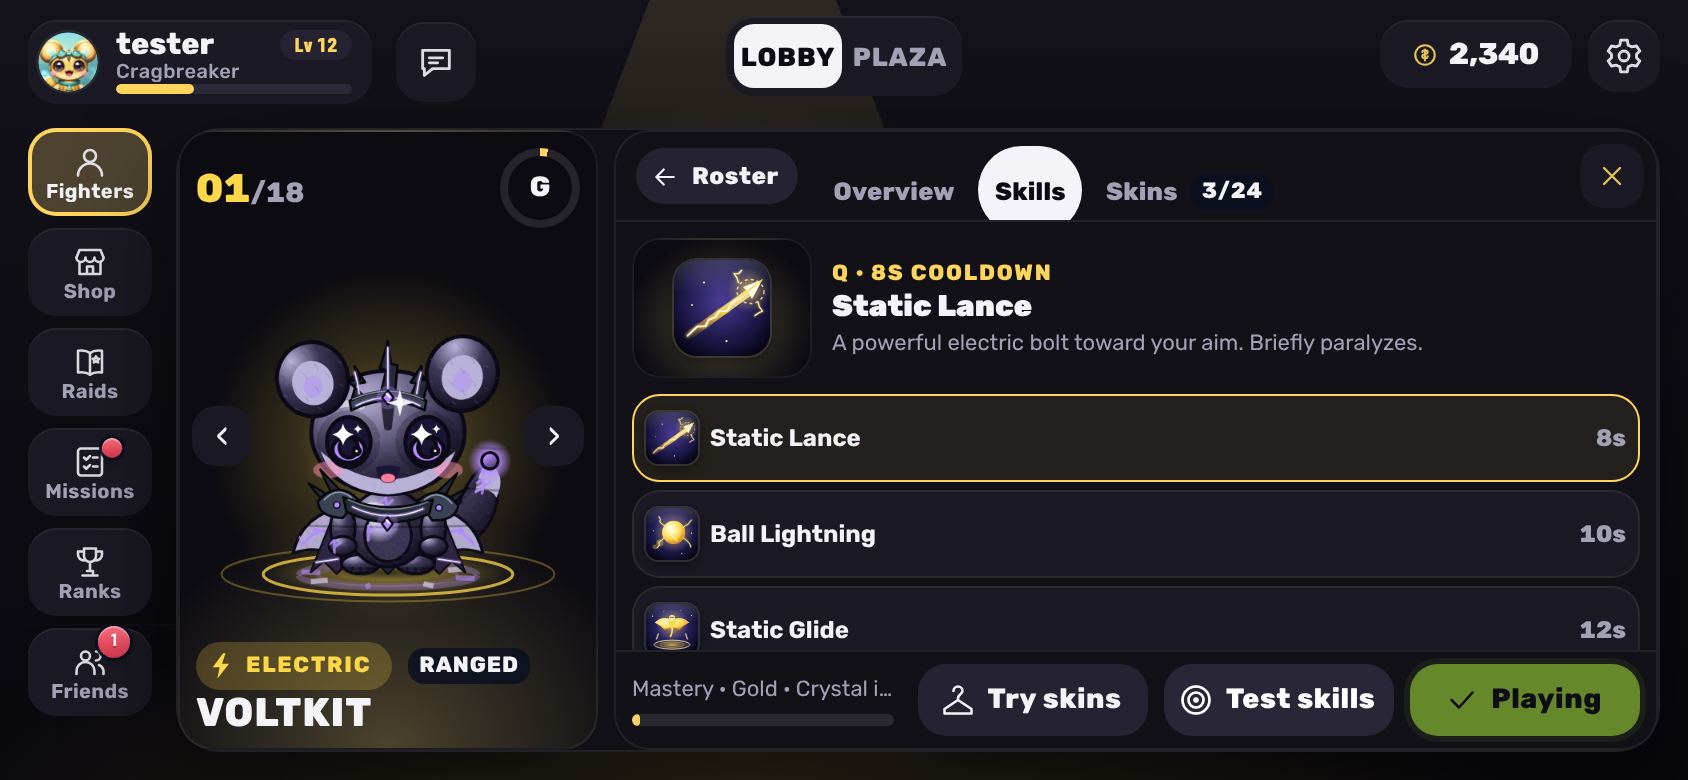 tester
Lv 12
Cragbreaker
LOBBY PLAZA
2,340
Fighters
Shop
Raids
Missions
Ranks
1
Friends
01/18
G
ELECTRIC RANGED
VOLTKIT
Roster
Overview
Skills
Skins 3/24
Q • 8S COOLDOWN
Static Lance
A powerful electric bolt toward your aim. Briefly paralyzes.
Static Lance 8s
Ball Lightning 10s
Static Glide 12s
Mastery • Gold • Crystal i...
Try skins
Test skills
Playing